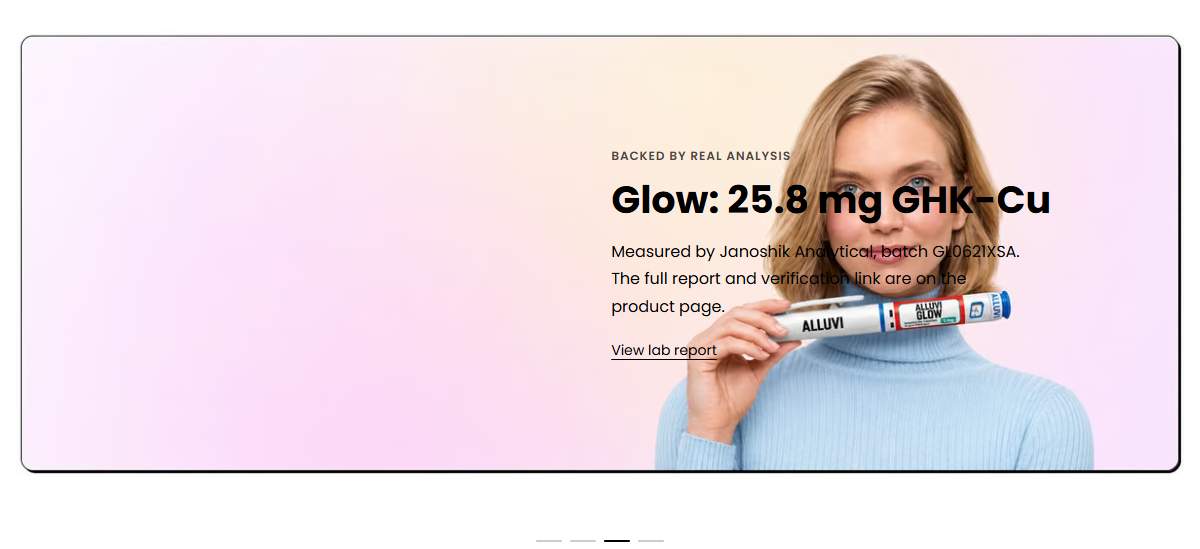 BACKED BY REAL ANALYSIS
Glow: 25.8 mg GHK-Cu
Measured by Janoshik Analytical, batch GL0621XSA.
The full report and verification link are on the
product page.
ALLUVI
ALLUVI
GLOW
ALLUVI
View lab report